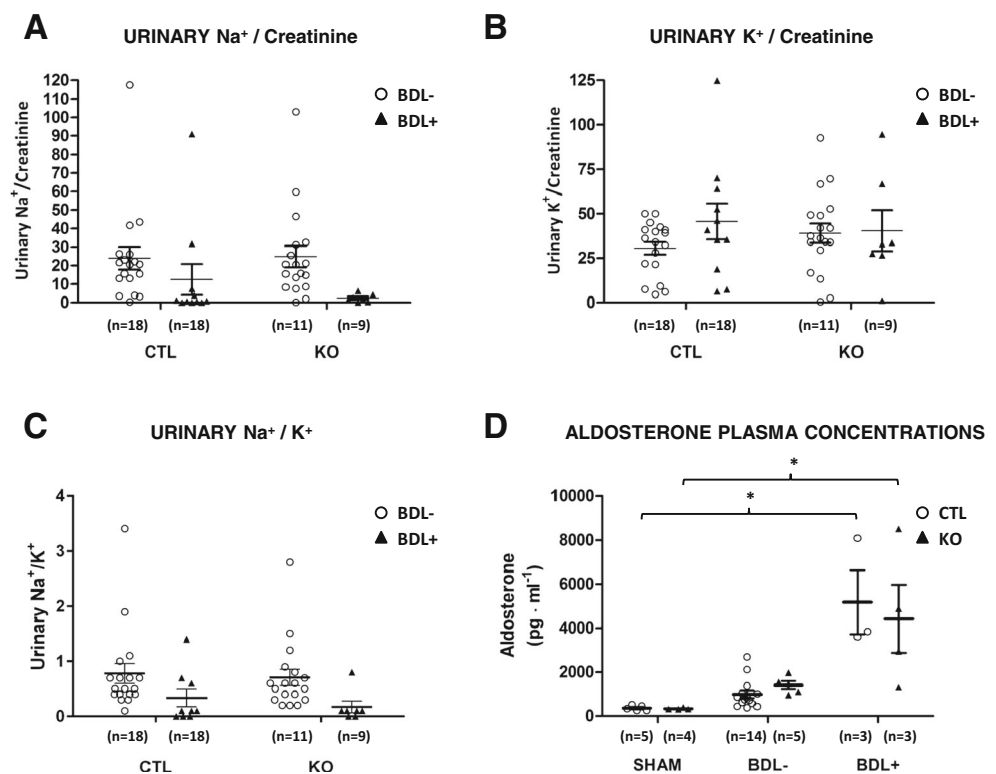 A
URINARY Na⁺ / Creatinine
Urinary Na⁺/Creatinine
120
110
100
90
80
70
60
50
40
30
20
10
0
BDL-
BDL+
(n=18) (n=18) (n=11) (n=9)
CTL KO
B
URINARY K⁺ / Creatinine
Urinary K⁺/Creatinine
125
100
75
50
25
0
BDL-
BDL+
(n=18) (n=18) (n=11) (n=9)
CTL KO
C
URINARY Na⁺ / K⁺
Urinary Na⁺/K⁺
4
3
2
1
0
BDL-
BDL+
(n=18) (n=18) (n=11) (n=9)
CTL KO
D
ALDOSTERONE PLASMA CONCENTRATIONS
Aldosterone
(pg · ml⁻¹)
10000
8000
6000
4000
2000
0
*
*
CTL
KO
(n=5) (n=4) (n=14) (n=5) (n=3) (n=3)
SHAM BDL- BDL+